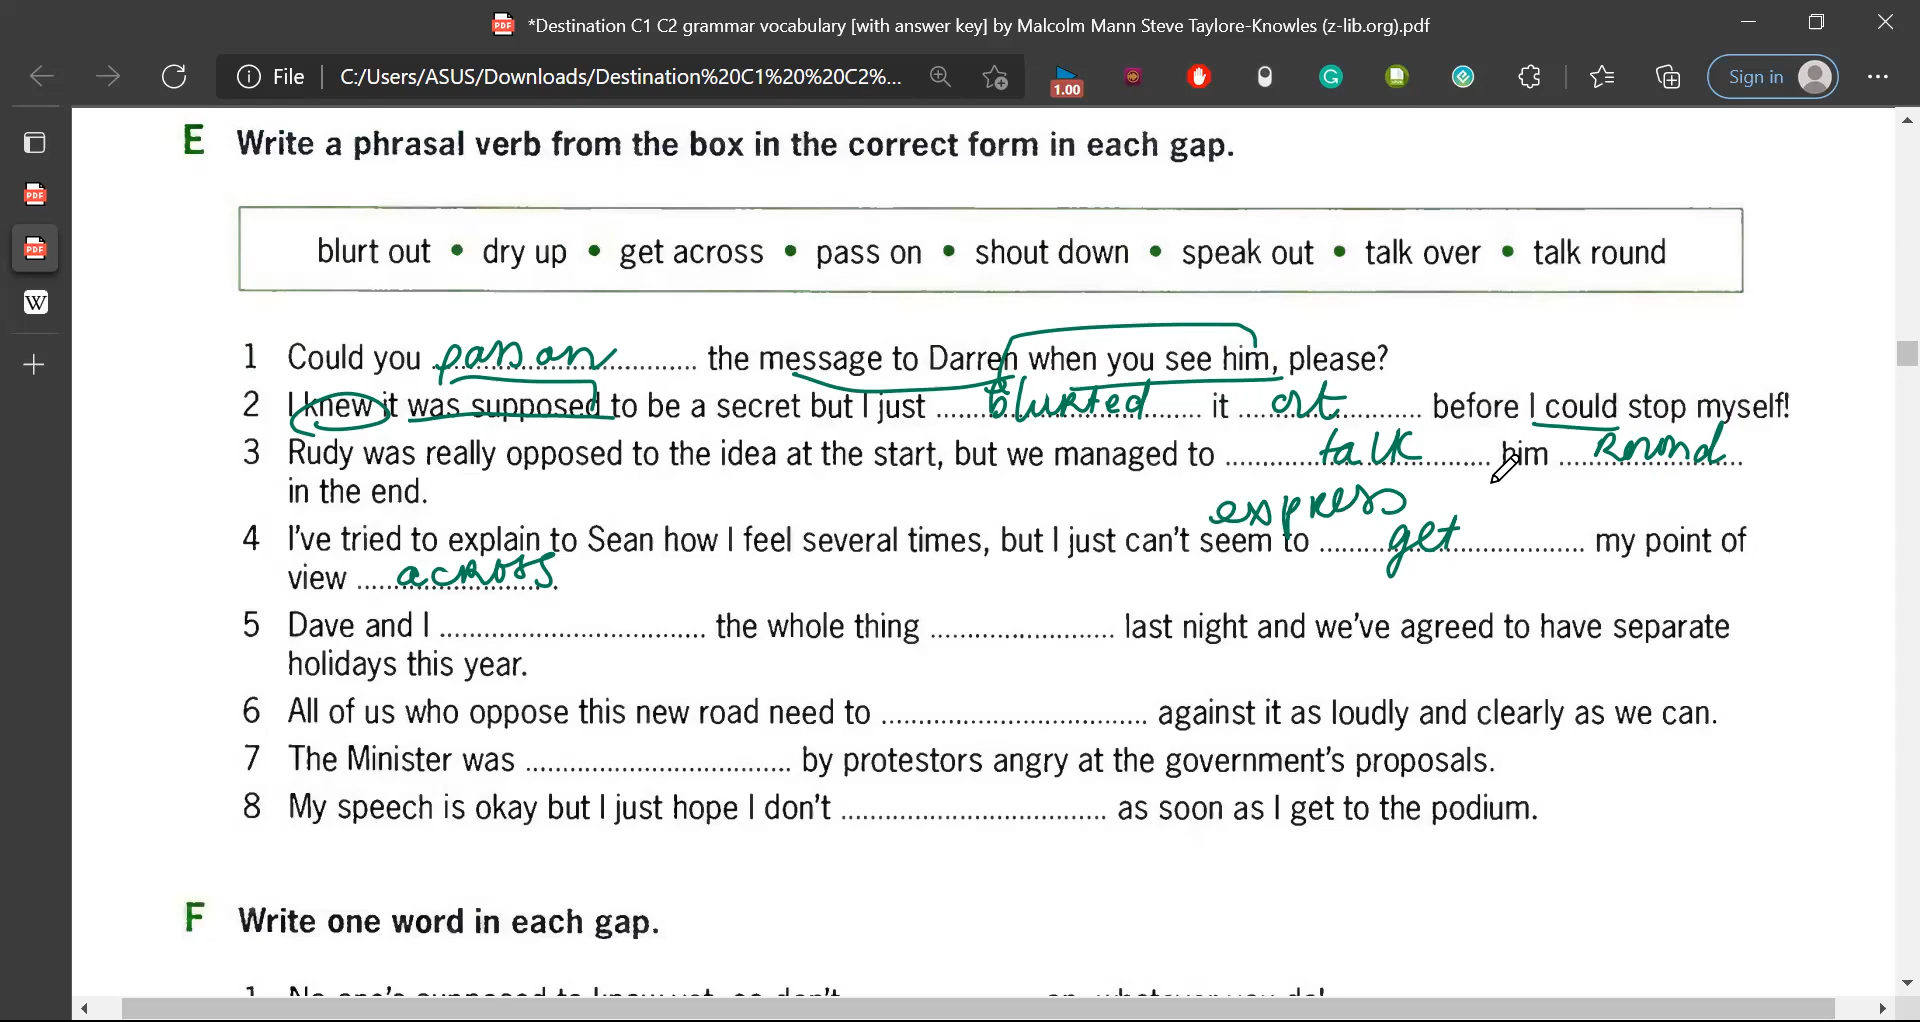 *Destination C1 C2 grammar vocabulary [with answer key] by Malcolm Mann Steve Taylore-Knowles (z-lib.org).pdf
File C:/Users/ASUS/Downloads/Destination%20C1%20%20C2%... 1.00 Sign in
E Write a phrasal verb from the box in the correct form in each gap.
blurt out • dry up • get across • pass on • shout down • speak out • talk over • talk round
1 Could you pass on the message to Darren when you see him, please?
2 I knew it was supposed to be a secret but I just blurted it out before I could stop myself!
3 Rudy was really opposed to the idea at the start, but we managed to talk him Round
in the end.
express
4 I've tried to explain to Sean how I feel several times, but I just can't seem to get my point of
view across.
5 Dave and I .................... the whole thing .................... last night and we've agreed to have separate
holidays this year.
6 All of us who oppose this new road need to .................... against it as loudly and clearly as we can.
7 The Minister was .................... by protestors angry at the government's proposals.
8 My speech is okay but I just hope I don't .................... as soon as I get to the podium.
F Write one word in each gap.